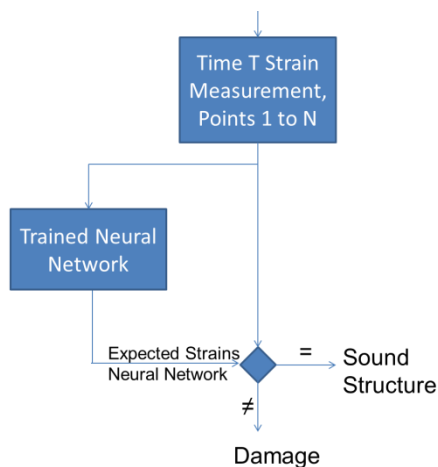 Time T Strain
Measurement,
Points 1 to N
Trained Neural
Network
Expected Strains
Neural Network
=
Sound
Structure
≠
Damage